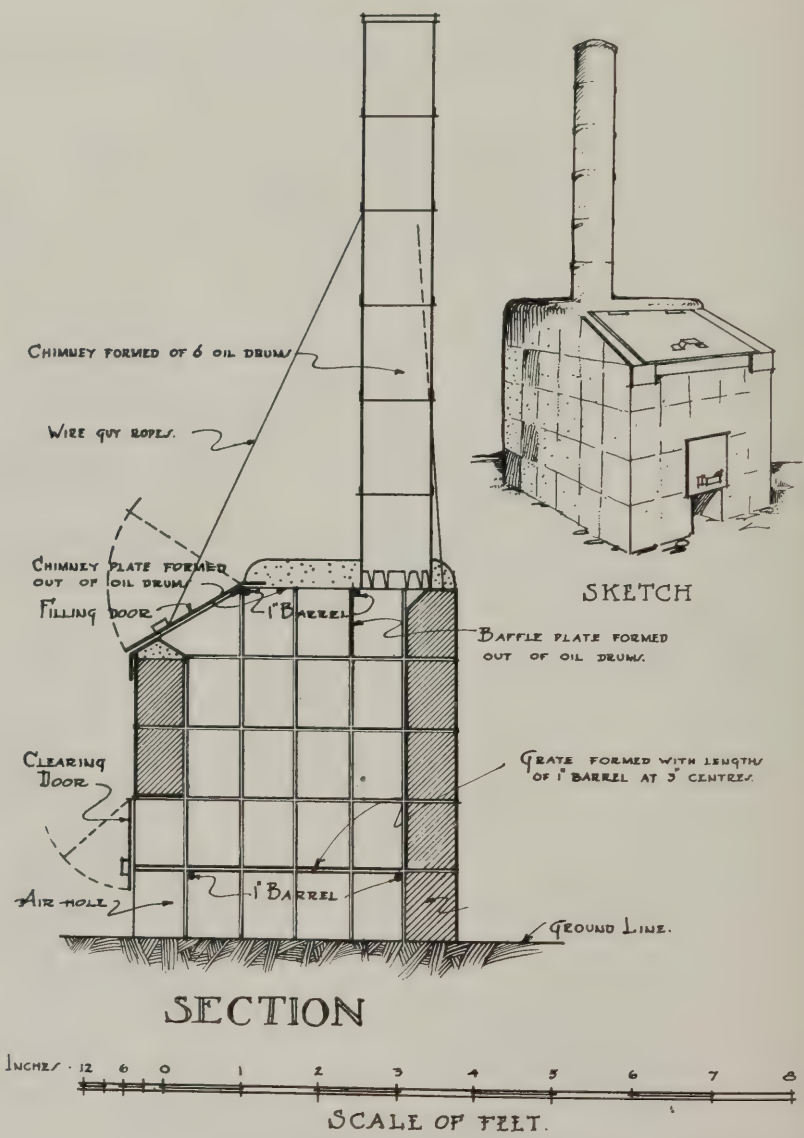 CHIMNEY FORMED OF 6 OIL DRUMS
WIRE GUY ROPES.
CHIMNEY PLATE FORMED
OUT OF OIL DRUMS
FILLING DOOR
1" BARREL
SKETCH
BAFFLE PLATE FORMED
OUT OF OIL DRUMS.
CLEARING
DOOR
GRATE FORMED WITH LENGTHS
OF 1" BARREL AT 3" CENTRES.
AIR HOLE
1" BARREL
GROUND LINE.
SECTION
INCHES . 12 6 0 1 2 3 4 5 6 7 8
SCALE OF FEET.